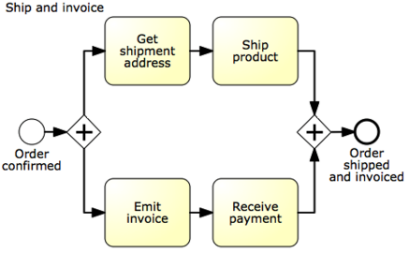 Ship and invoice
Get
shipment
address
Ship
product
Order
confirmed
Order
shipped
and invoiced
Emit
invoice
Receive
payment